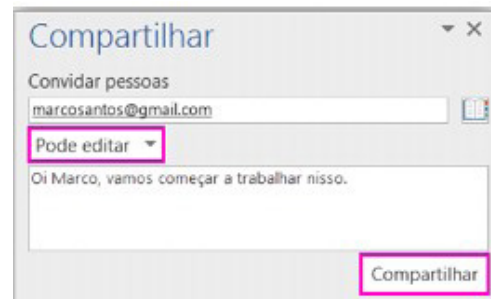 Compartilhar
Convidar pessoas
marcosantos@gmail.com
Pode editar
Oi Marco, vamos começar a trabalhar nisso.
Compartilhar